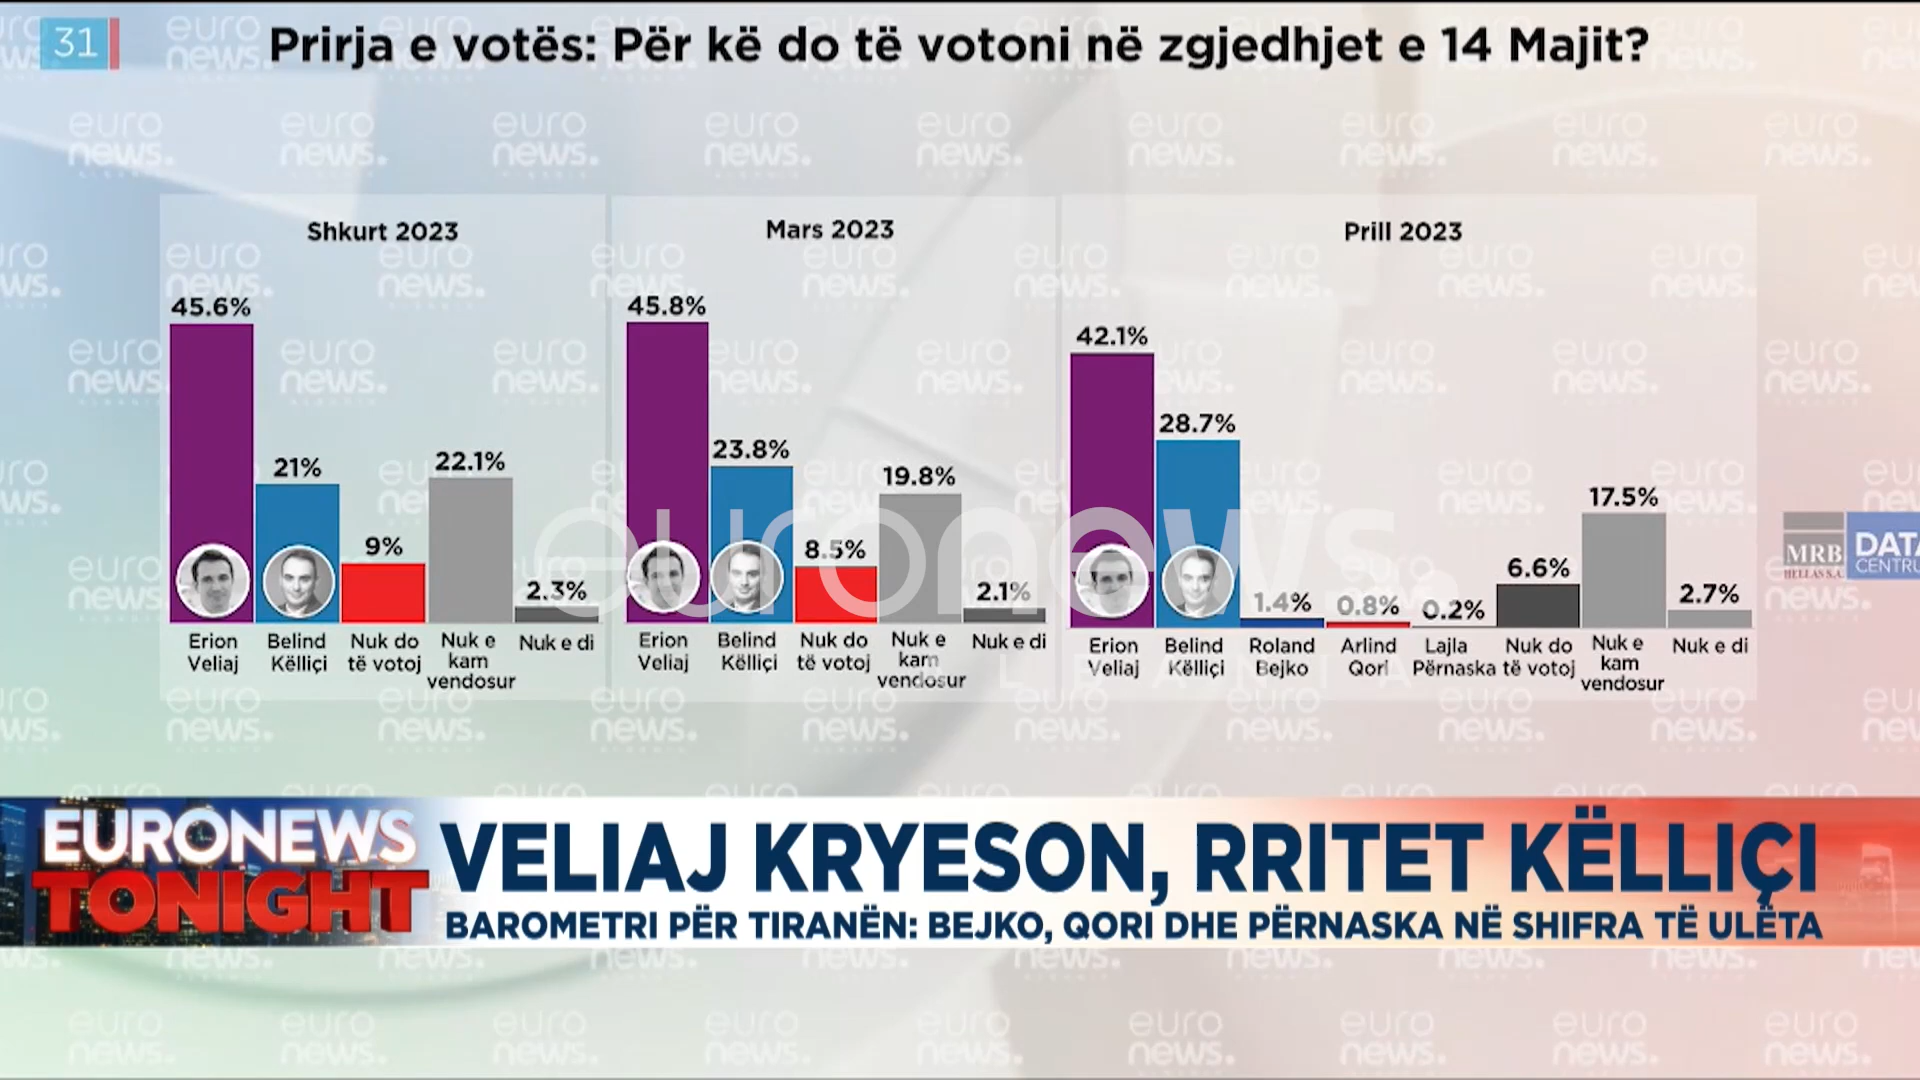 31
Prirja e votës: Për kë do të votoni në zgjedhjet e 14 Majit?
Shkurt 2023
45.6%
21%
9%
22.1%
2.3%
Erion
Veliaj
Belind
Këlliçi
Nuk do
të votoj
Nuk e
kam
vendosur
Nuk e di
Mars 2023
45.8%
23.8%
8.5%
19.8%
2.1%
Erion
Veliaj
Belind
Këlliçi
Nuk do
të votoj
Nuk e
kam
vendosur
Nuk e di
Prill 2023
42.1%
28.7%
1.4%
0.8%
0.2%
6.6%
17.5%
2.7%
Erion
Veliaj
Belind
Këlliçi
Roland
Bejko
Arlind
Qori
Lajla
Përnaska
Nuk do
të votoj
Nuk e
kam
vendosur
Nuk e di
MRB
HELLAS S.A.
DATA
CENTRU
euronews.
EURONEWS
TONIGHT
VELIAJ KRYESON, RRITET KËLLIÇI
BAROMETRI PËR TIRANËN: BEJKO, QORI DHE PËRNASKA NË SHIFRA TË ULËTA